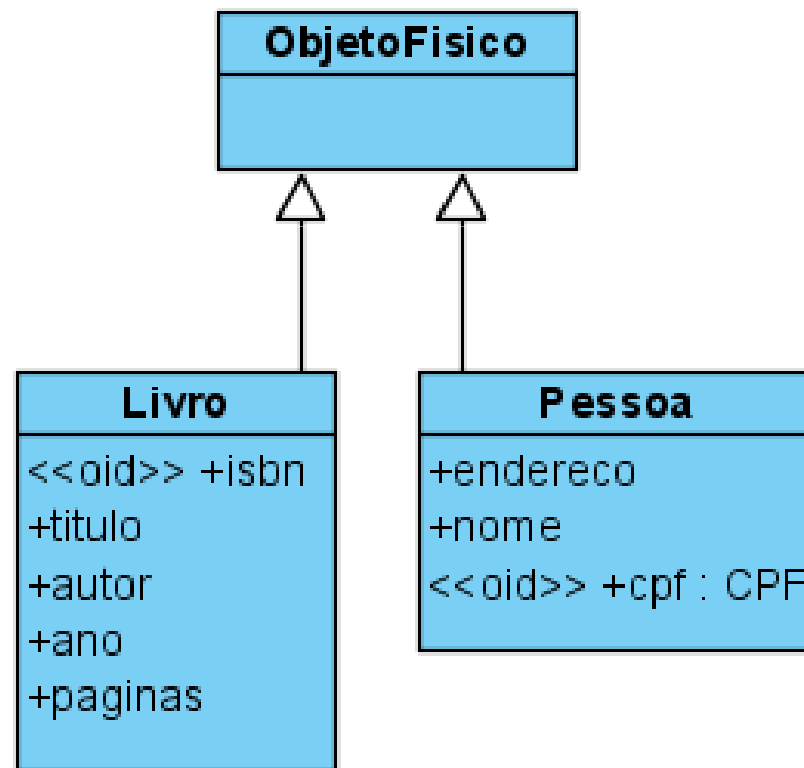 ObjetoFisico
Livro
<<oid>> +isbn
+titulo
+autor
+ano
+paginas
Pessoa
+endereco
+nome
<<oid>> +cpf : CPF